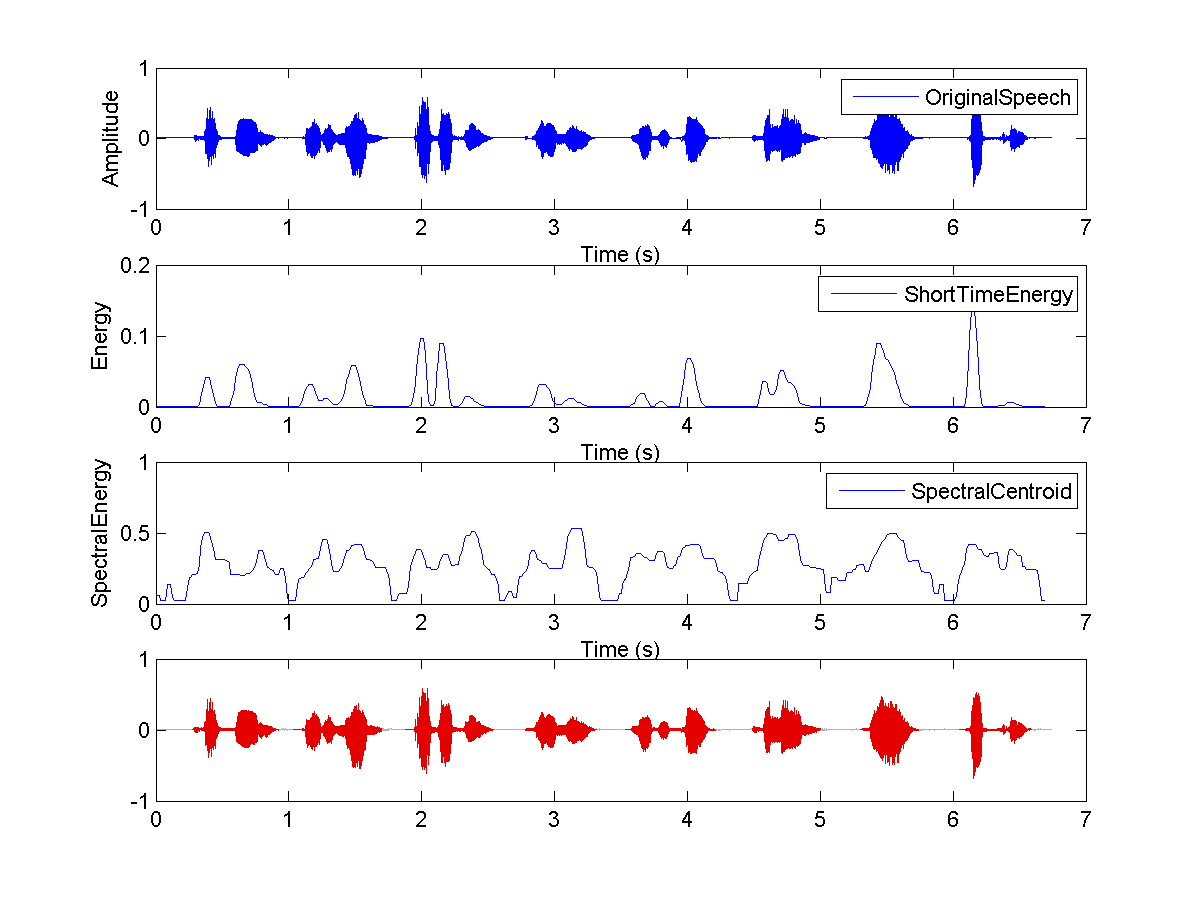 1
0
-1
Amplitude
OriginalSpeech
0 1 2 3 4 5 6 7
Time (s)
0.2
0.1
0
Energy
ShortTimeEnergy
0 1 2 3 4 5 6 7
Time (s)
1
0.5
0
SpectralEnergy
SpectralCentroid
0 1 2 3 4 5 6 7
Time (s)
1
0
-1
0 1 2 3 4 5 6 7